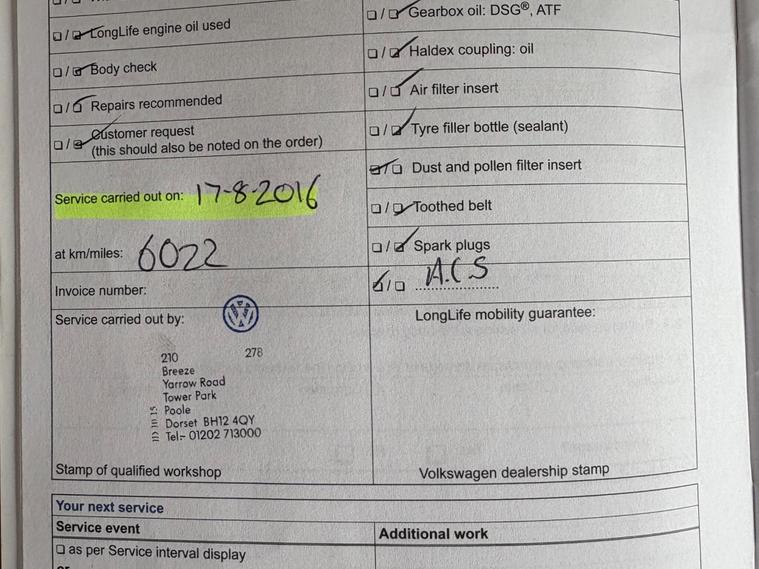 LongLife engine oil used
Body check
Repairs recommended
Customer request
(this should also be noted on the order)
Service carried out on: 17-8-2016
at km/miles: 6022
Invoice number:
Service carried out by:
210 278
Breeze
Yarrow Road
Tower Park
Poole
Dorset BH12 4QY
Tel:- 01202 713000
Stamp of qualified workshop
Gearbox oil: DSG®, ATF
Haldex coupling: oil
Air filter insert
Tyre filler bottle (sealant)
Dust and pollen filter insert
Toothed belt
Spark plugs
A.C S
LongLife mobility guarantee:
Volkswagen dealership stamp
Your next service
Service event
Additional work
as per Service interval display